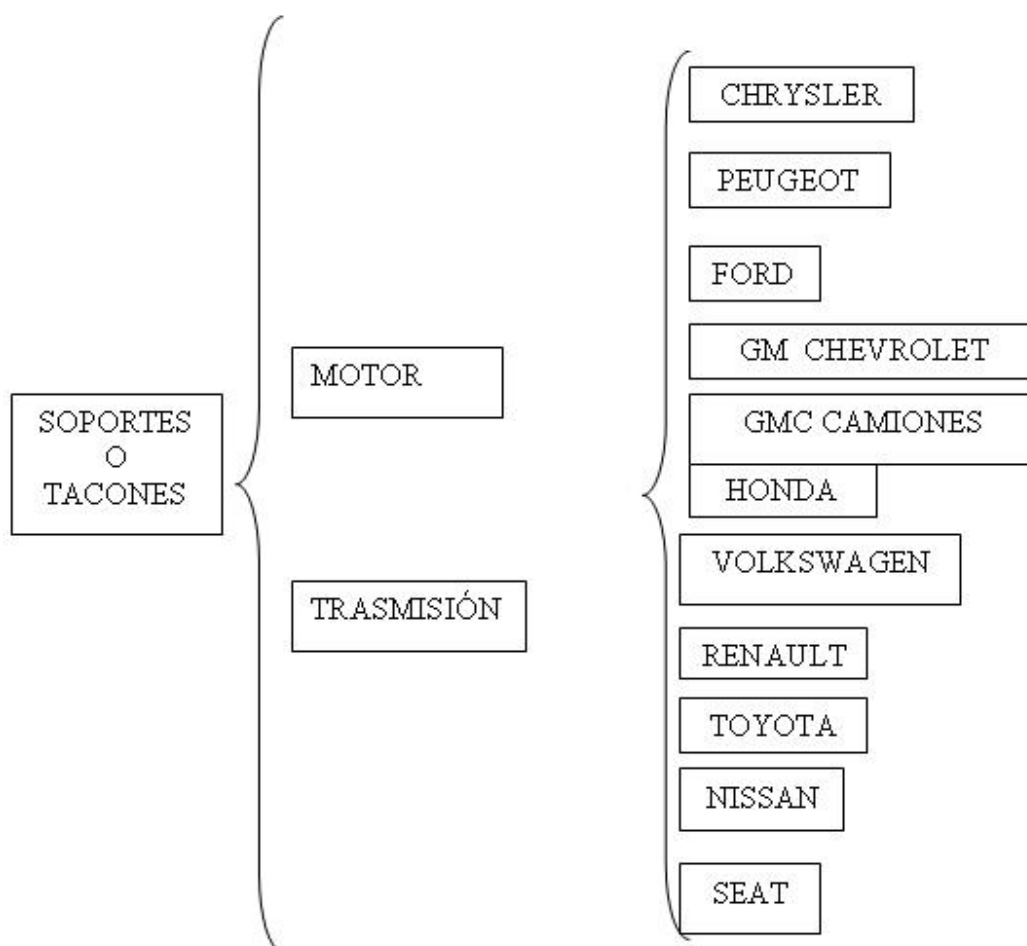 SOPORTES
O
TACONES
MOTOR
TRASMISIÓN
CHRYSLER
PEUGEOT
FORD
GM CHEVROLET
GMC CAMIONES
HONDA
VOLKSWAGEN
RENAULT
TOYOTA
NISSAN
SEAT